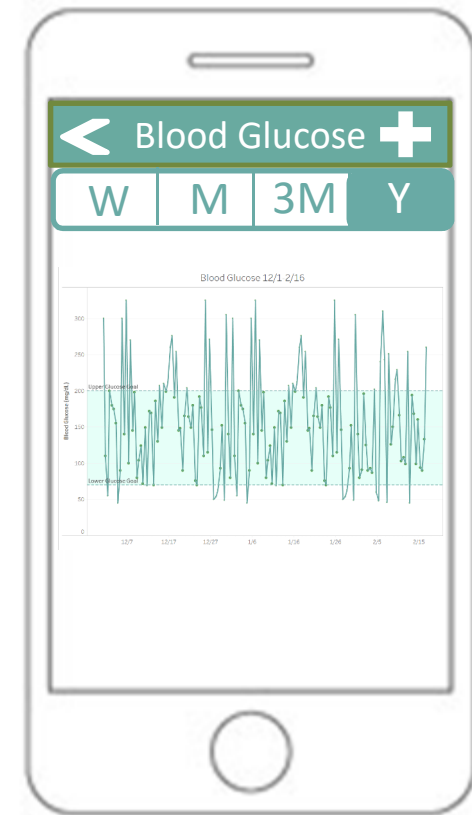 < Blood Glucose +
W M 3M Y
Blood Glucose 12/1-2/16
300
250
Upper Glucose Goal
200
150
100
Lower Glucose Goal
50
0
Blood Glucose (mg/dL)
12/7 12/17 12/27 1/6 1/16 1/26 2/5 2/15